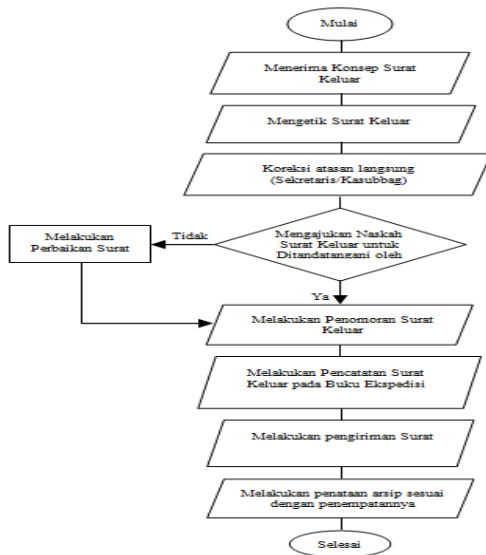 Mulai
Menerima Konsep Surat
Keluar
Mengetik Surat Keluar
Koreksi atasan langsung
(Sekretaris/Kasubbag)
Mengajukan Naskah
Surat Keluar untuk
Ditandatangani oleh
Tidak
Melakukan
Perbaikan Surat
Ya
Melakukan Penomoran Surat
Keluar
Melakukan Pencatatan Surat
Keluar pada Buku Ekspedisi
Melakukan pengiriman Surat
Melakukan penataan arsip sesuai
dengan penempatannya
Selesai